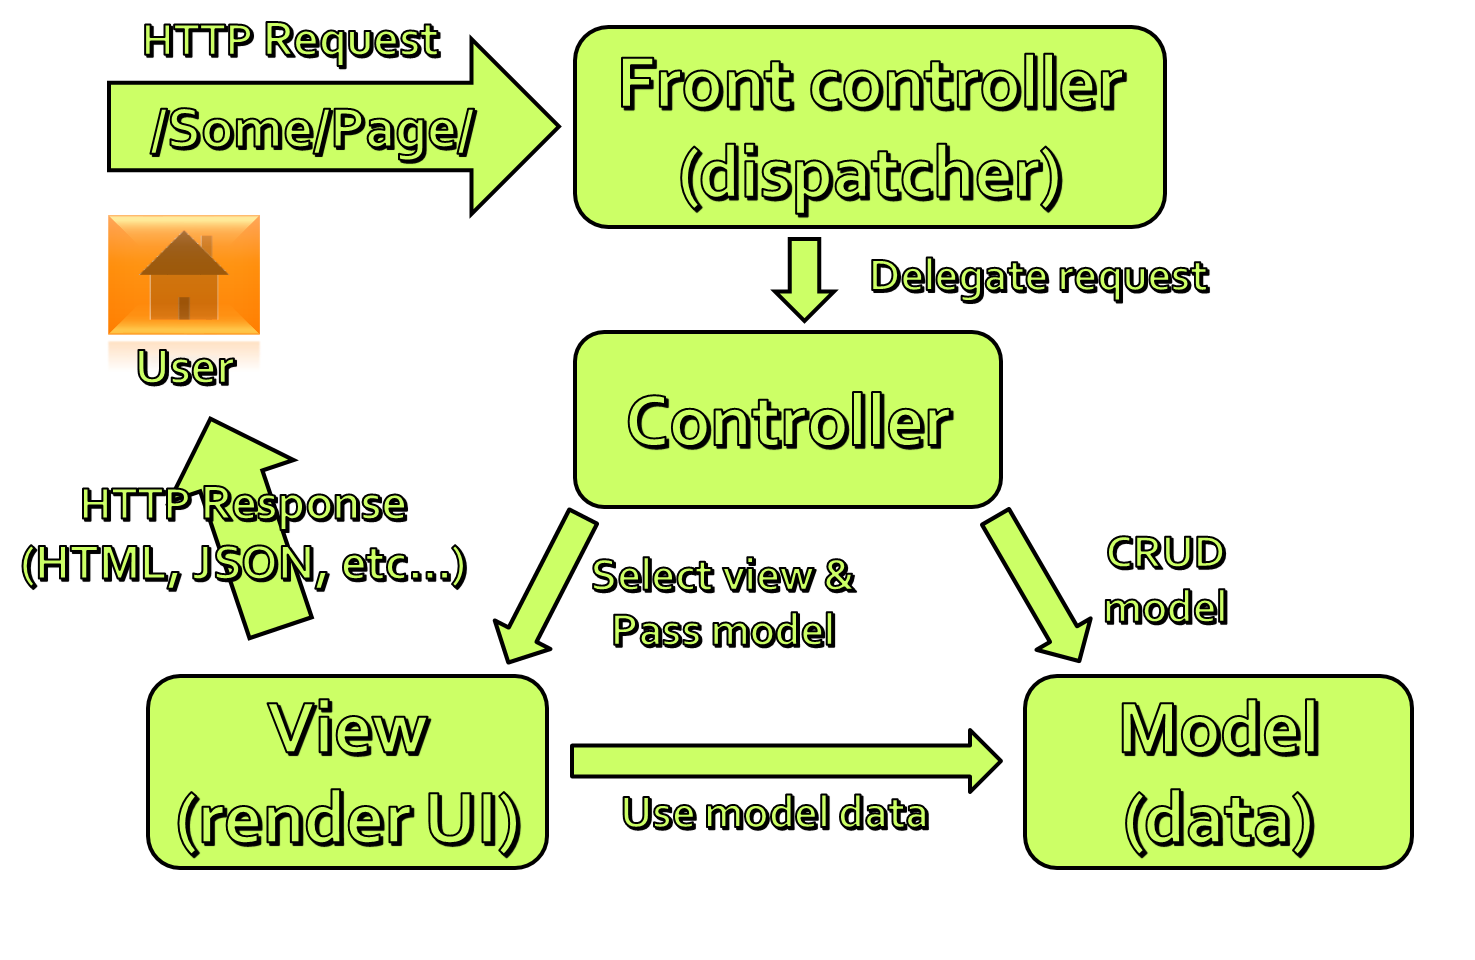 HTTP Request
/Some/Page/
Front controller
(dispatcher)
Delegate request
User
Controller
HTTP Response
(HTML, JSON, etc...)
Select view &
Pass model
CRUD
model
View
(render UI)
Use model data
Model
(data)